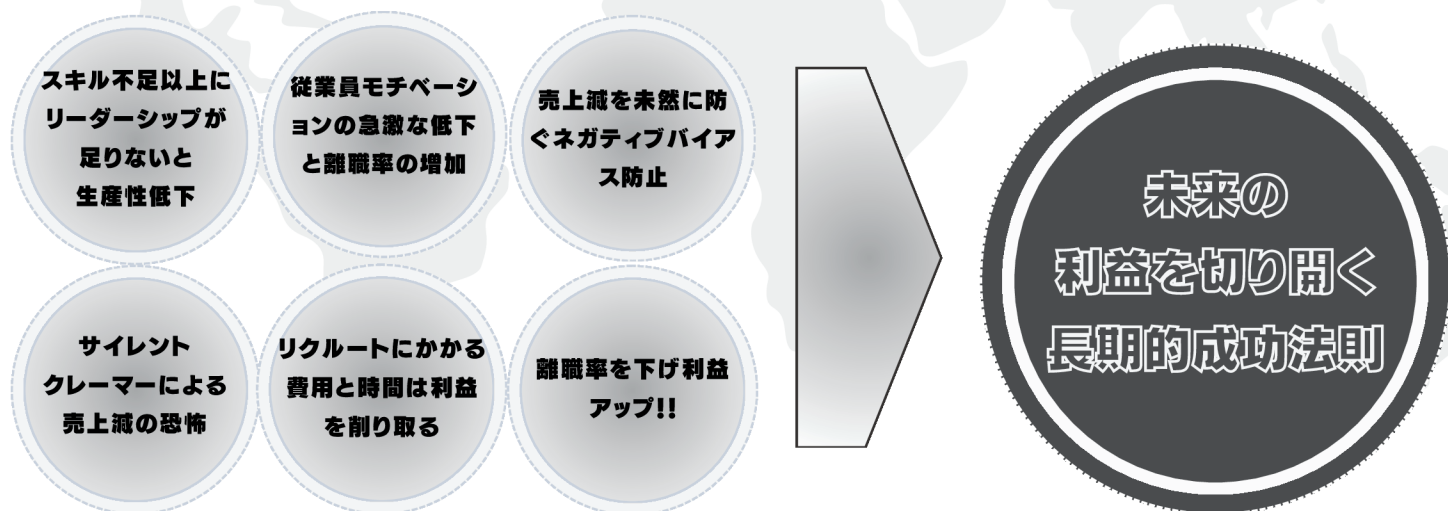 スキル不足以上に
リーダーシップが
足りないと
生産性低下
従業員モチベーシ
ョンの急激な低下
と離職率の増加
売上減を未然に防
ぐネガティブバイア
ス防止
サイレント
クレーマーによる
売上減の恐怖
リクルートにかかる
費用と時間は利益
を削り取る
離職率を下げ利益
アップ!!
未来の
利益を切り開く
長期的成功法則